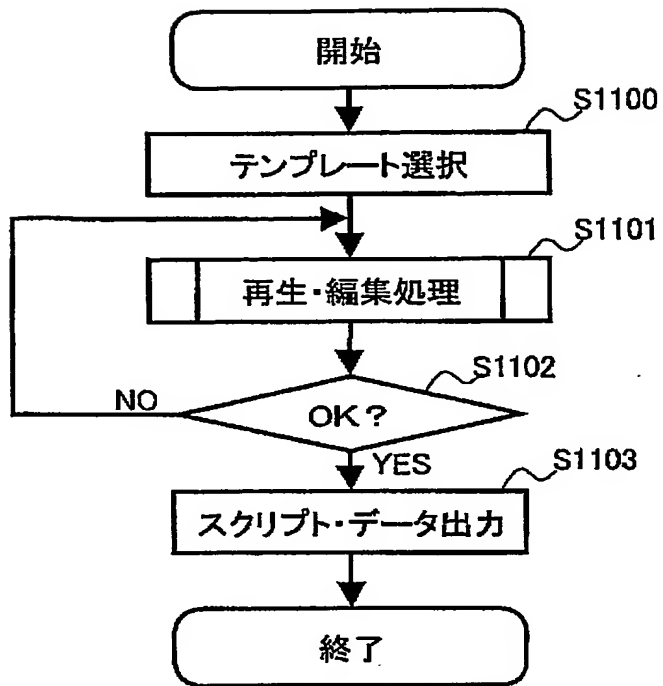 開始
S1100
テンプレート選択
S1101
再生・編集処理
S1102
NO
OK?
YES
S1103
スクリプト・データ出力
終了